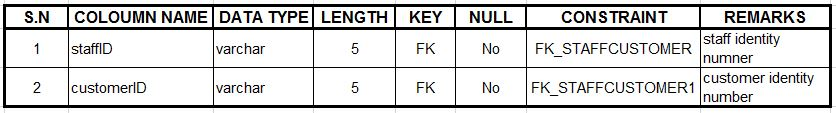 S.N COLOUMN NAME DATA TYPE LENGTH KEY NULL CONSTRAINT REMARKS
1 staffID varchar 5 FK No FK_STAFFCUSTOMER staff identity numner
2 customerID varchar 5 FK No FK_STAFFCUSTOMER1 customer identity number